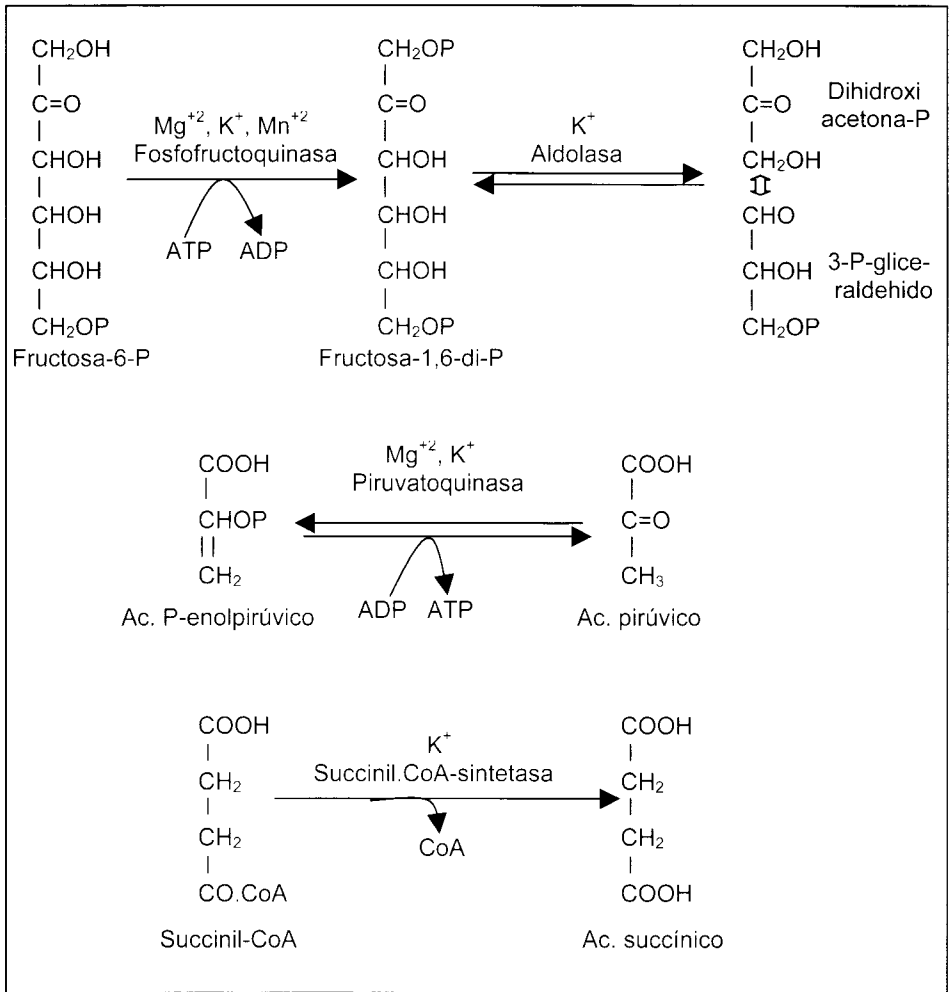 CH₂OH
C=O
CHOH
CHOH
CHOH
CH₂OP
Fructosa-6-P
Mg⁺², K⁺, Mn⁺²
Fosfofructoquinasa
ATP ADP
CH₂OP
C=O
CHOH
CHOH
CHOH
CH₂OP
Fructosa-1,6-di-P
K⁺
Aldolasa
CH₂OH
C=O
CH₂OH
CHO
CHOH
CH₂OP
Dihidroxi
acetona-P
3-P-glice-
raldehido
COOH
CHOP
CH₂
Ac. P-enolpirúvico
Mg⁺², K⁺
Piruvatoquinasa
ADP ATP
COOH
C=O
CH₃
Ac. pirúvico
COOH
CH₂
CH₂
CO.CoA
Succinil-CoA
K⁺
Succinil.CoA-sintetasa
CoA
COOH
CH₂
CH₂
COOH
Ac. succínico